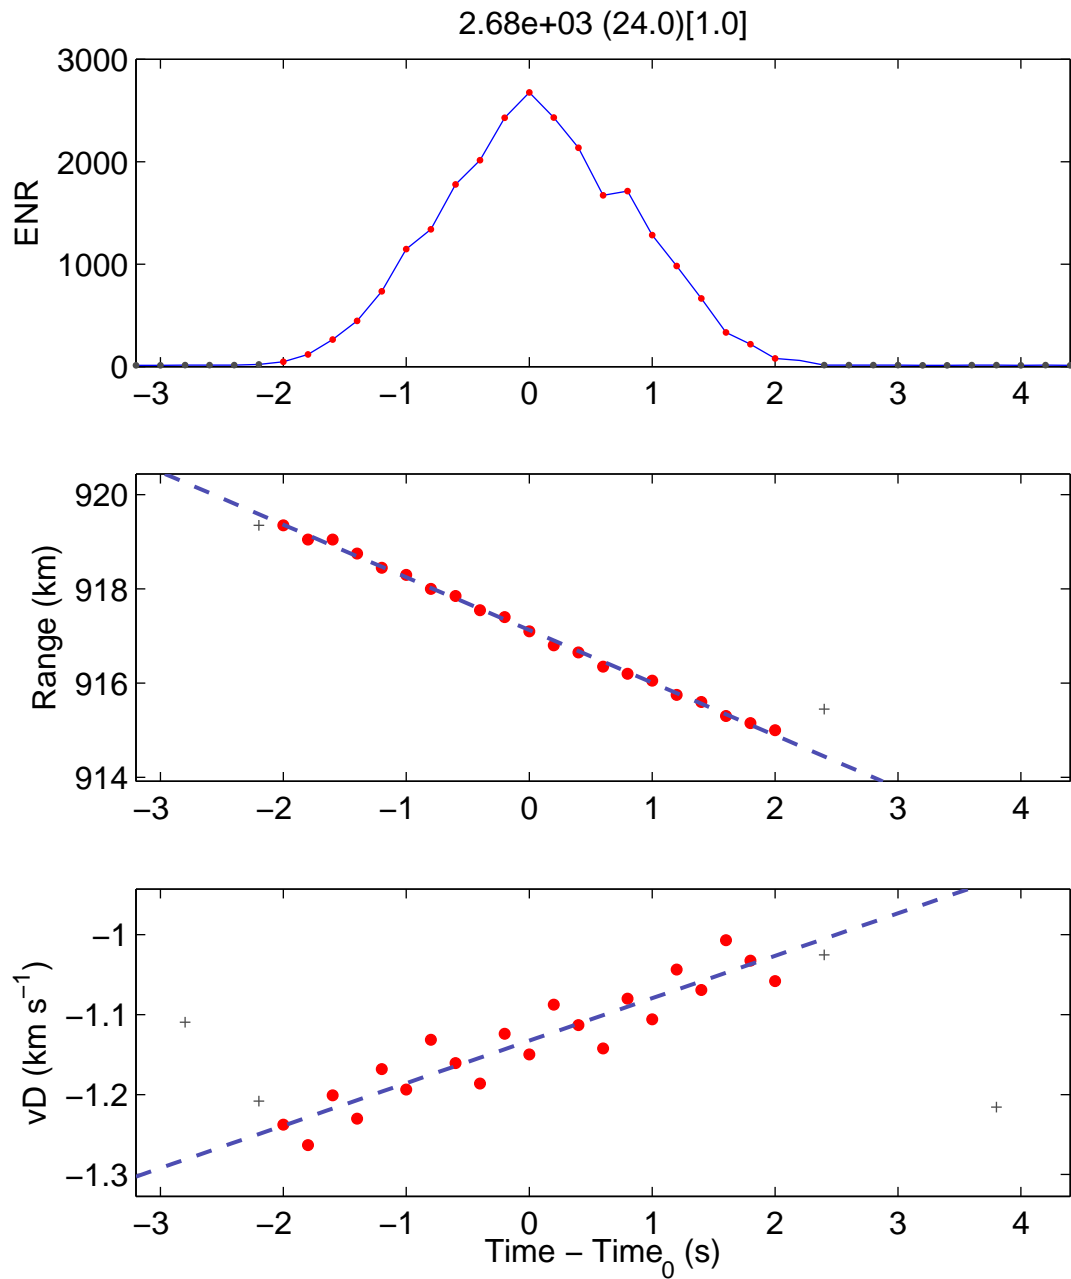 2.68e+03 (24.0)[1.0]
3000
2000
1000
0
ENR
−3 −2 −1 0 1 2 3 4
920
918
916
914
Range (km)
−3 −2 −1 0 1 2 3 4
−1
−1.1
−1.2
−1.3
vD (km s−1)
−3 −2 −1 0 1 2 3 4
Time − Time0 (s)